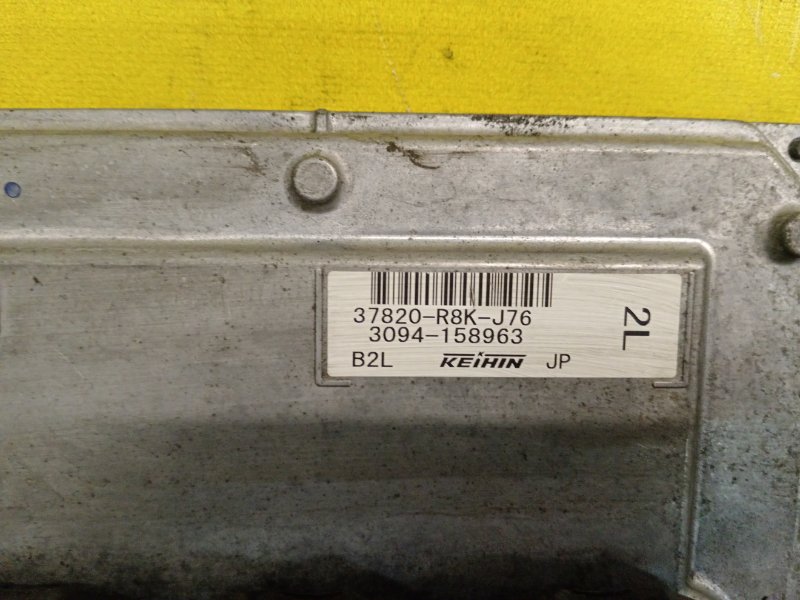 37820-R8K-J76
3094-158963
B2L KEIHIN JP
2L